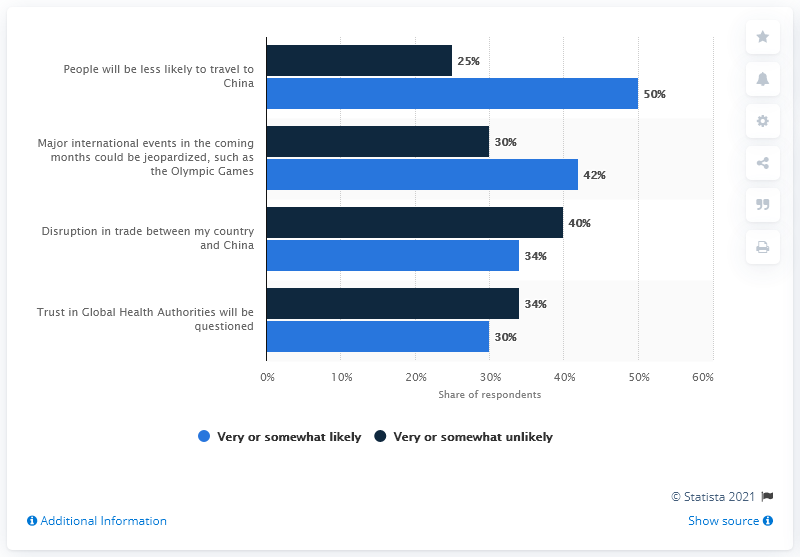 People will be less likely to travel to
China
25%
50%
Major international events in the coming
months could be jeopardized, such as
the Olympic Games
30%
42%
Disruption in trade between my country
and China
40%
34%
Trust in Global Health Authorities will be
questioned
34%
30%
0% 10% 20% 30% 40% 50% 60%
Share of respondents
Very or somewhat likely Very or somewhat unlikely
© Statista 2021
Additional Information Show source